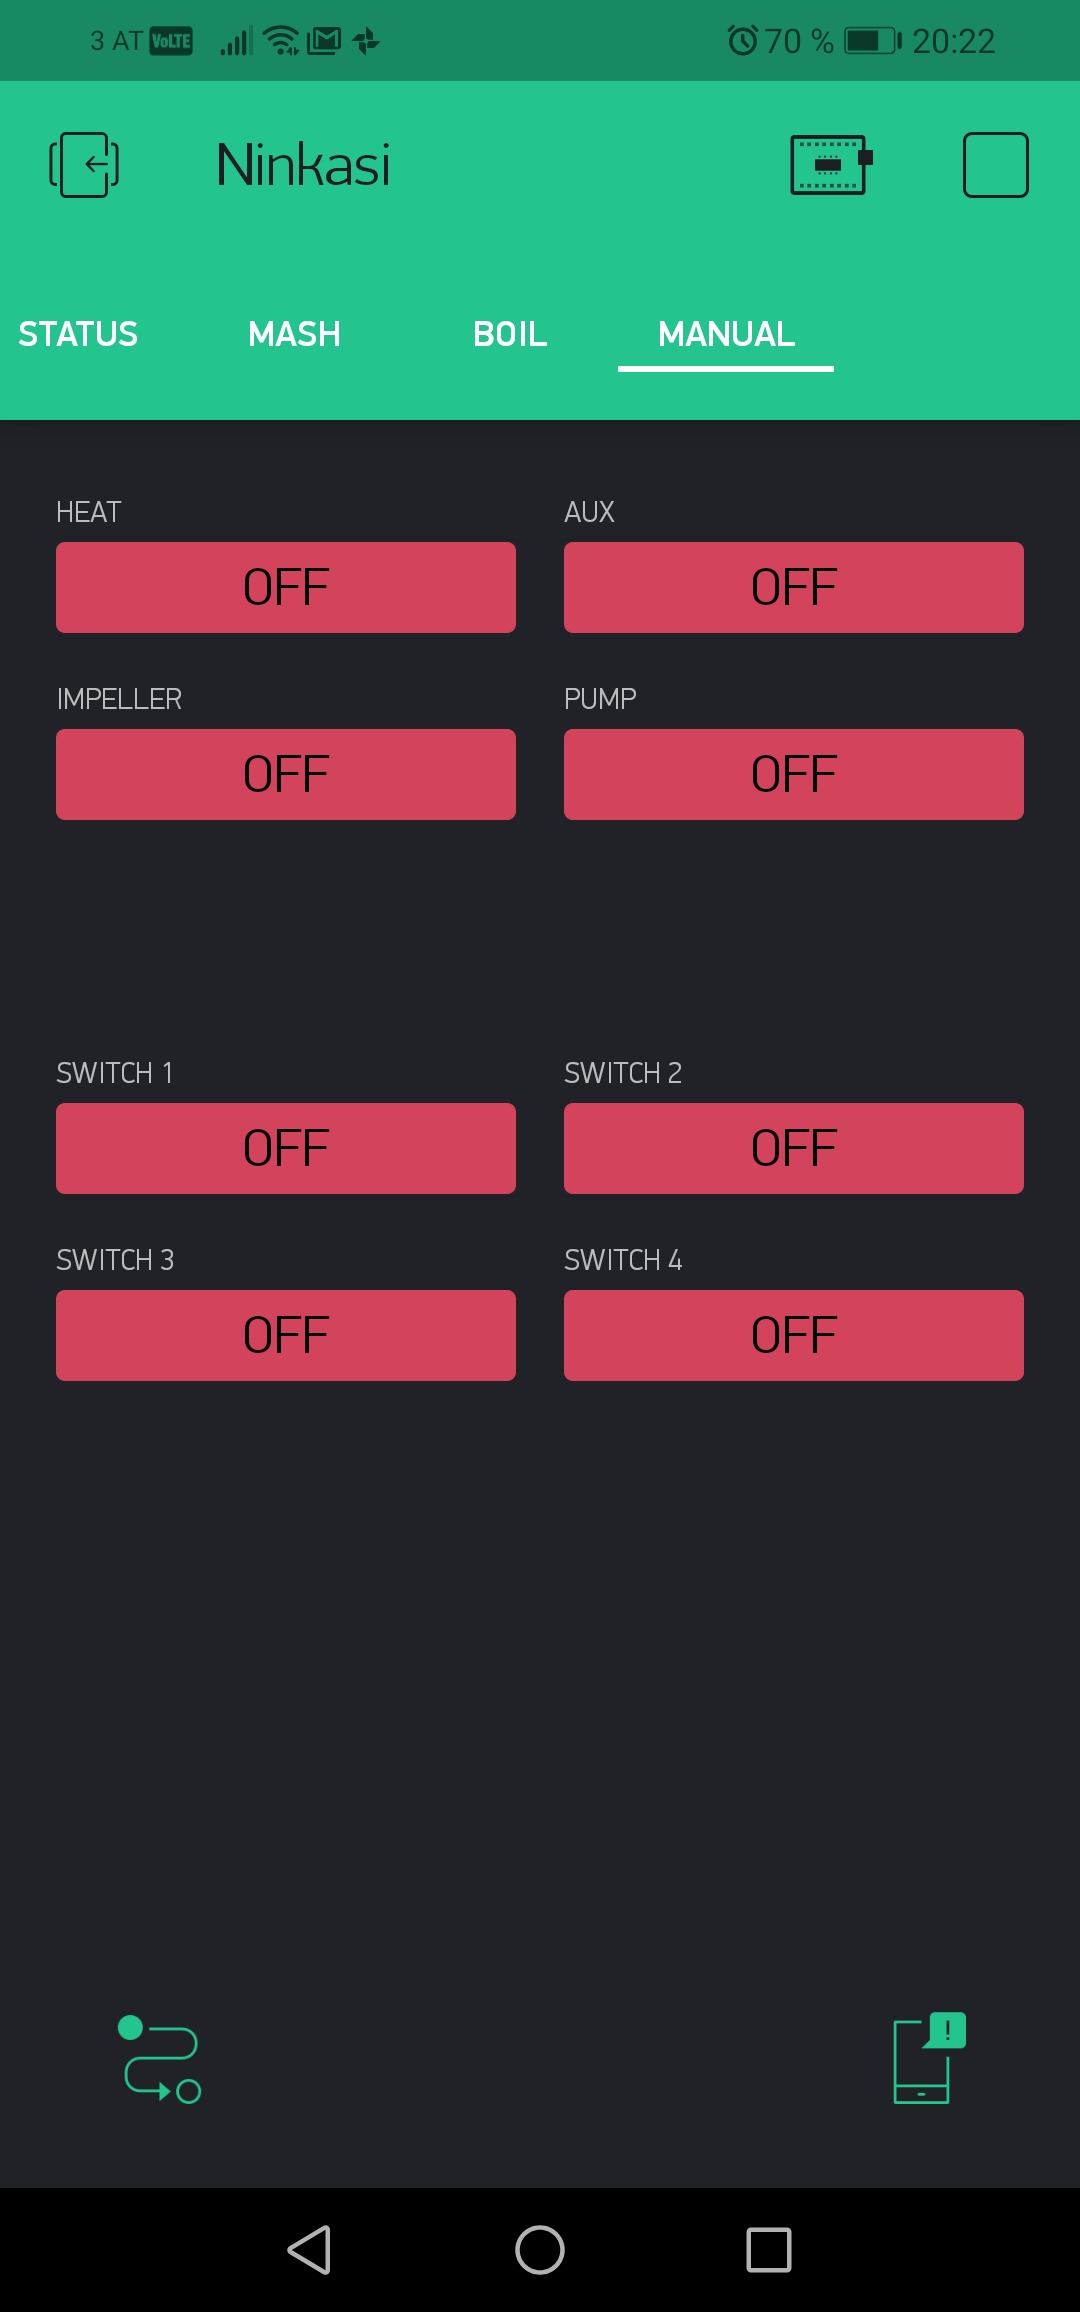 3 AT VoLTE 70 % 20:22
Ninkasi
STATUS MASH BOIL MANUAL
HEAT AUX
OFF OFF
IMPELLER PUMP
OFF OFF
SWITCH 1 SWITCH 2
OFF OFF
SWITCH 3 SWITCH 4
OFF OFF